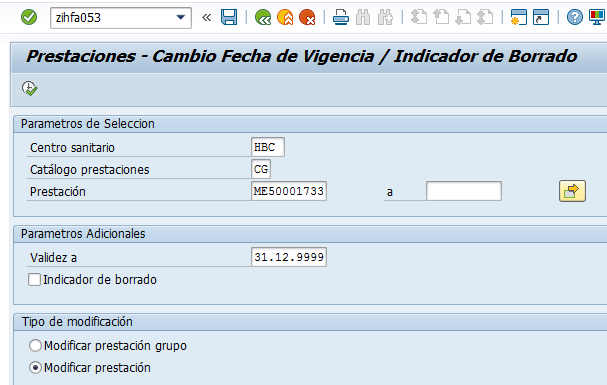 zihfa053
Prestaciones - Cambio Fecha de Vigencia / Indicador de Borrado
Parametros de Seleccion
Centro sanitario HBC
Catálogo prestaciones CG
Prestación ME50001733 a
Parametros Adicionales
Validez a 31.12.9999
Indicador de borrado
Tipo de modificación
Modificar prestación grupo
Modificar prestación